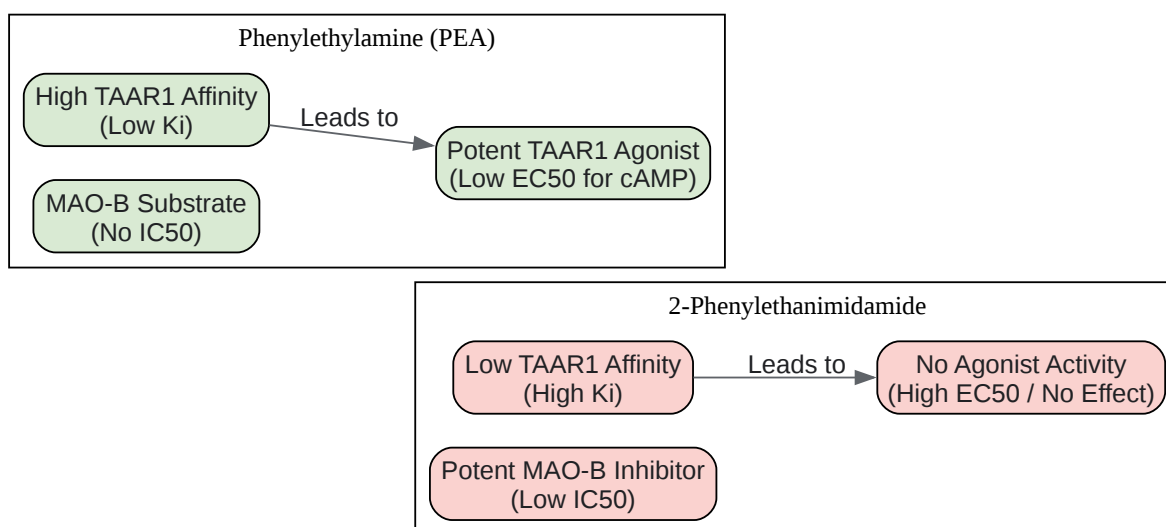 Phenylethylamine (PEA)
High TAAR1 Affinity
(Low Ki)
Leads to
Potent TAAR1 Agonist
(Low EC50 for cAMP)
MAO-B Substrate
(No IC50)
2-Phenylethanimidamide
Low TAAR1 Affinity
(High Ki)
Leads to
No Agonist Activity
(High EC50 / No Effect)
Potent MAO-B Inhibitor
(Low IC50)